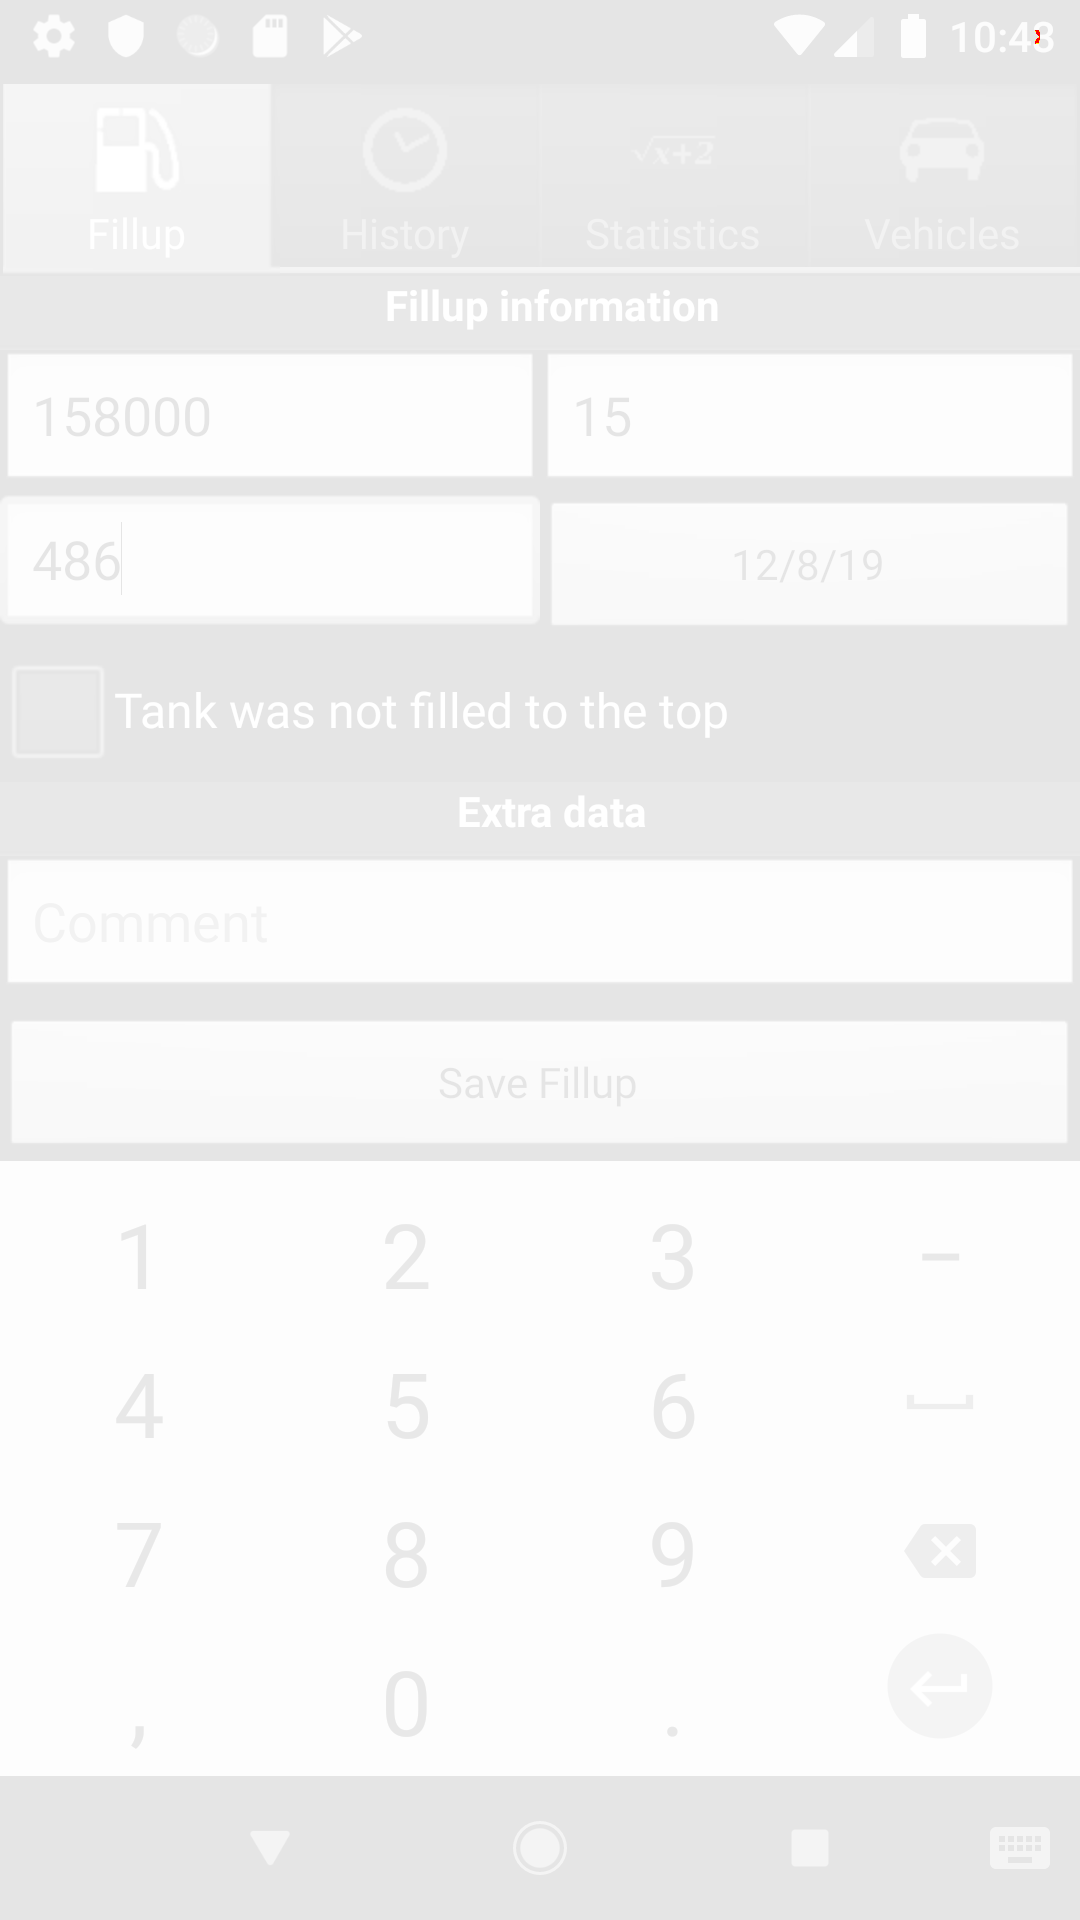 10:43
√x+2
Fillup History Statistics Vehicles
Fillup information
158000 15
486 12/8/19
Tank was not filled to the top
Extra data
Comment
Save Fillup
1 2 3 –
4 5 6
7 8 9
, 0 .